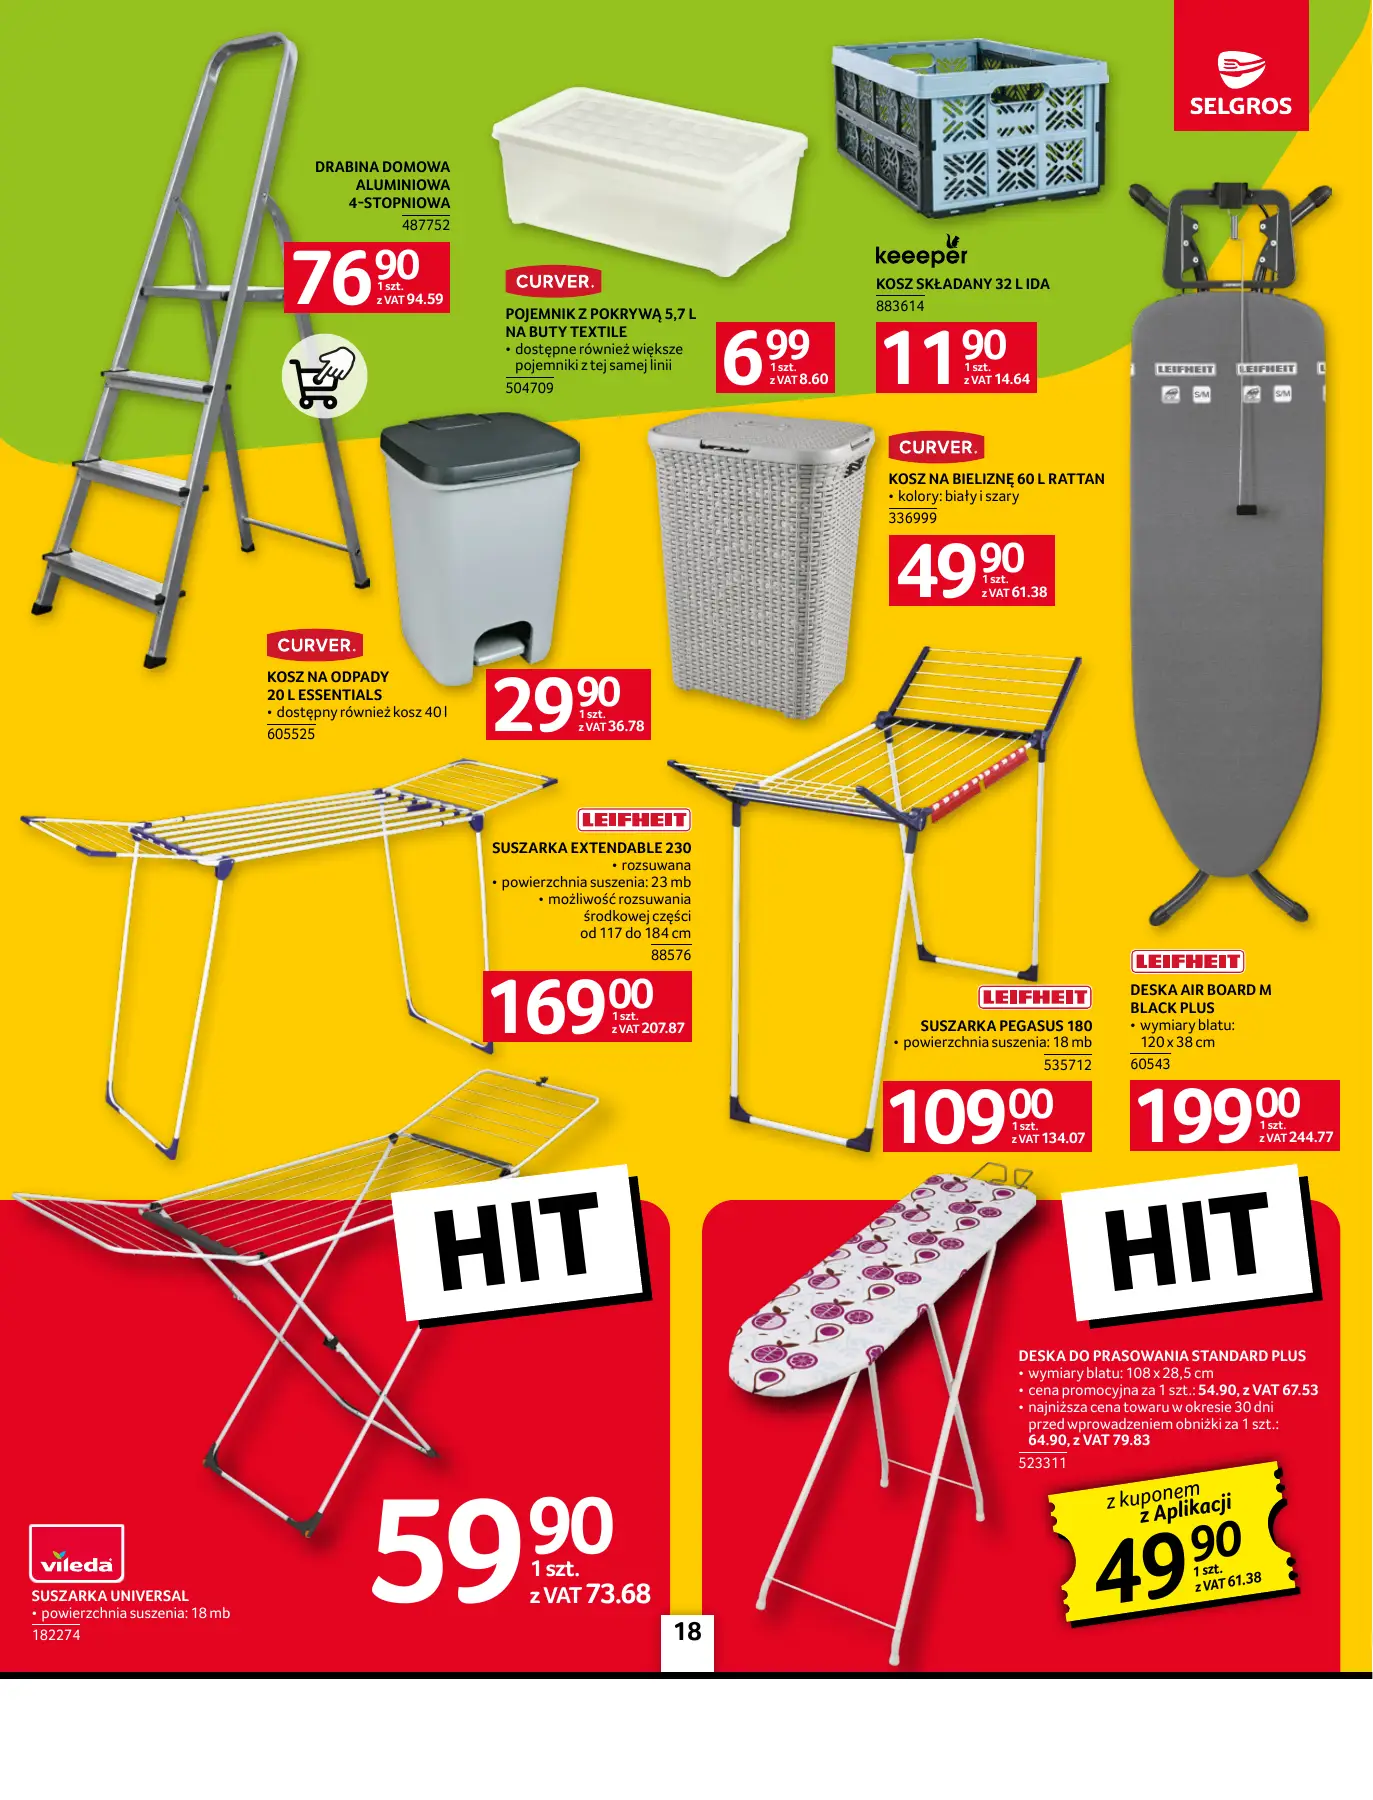 SELGROS
DRABINA DOMOWA
ALUMINIOWA
4-STOPNIOWA
487752
76 90
1 szt.
z VAT 94.59
CURVER.
POJEMNIK Z POKRYWĄ 5,7 L
NA BUTY TEXTILE
• dostępne również większe
pojemniki z tej samej linii
504709
6 99
1 szt.
z VAT 8.60
keeeper
KOSZ SKŁADANY 32 L IDA
883614
11 90
1 szt.
z VAT 14.64
LEIFHEIT LEIFHEIT
S/M S/M
CURVER.
KOSZ NA BIELIZNĘ 60 L RATTAN
• kolory: biały i szary
336999
49 90
1 szt.
z VAT 61.38
CURVER.
KOSZ NA ODPADY
20 L ESSENTIALS
• dostępny również kosz 40 l
605525
29 90
1 szt.
z VAT 36.78
LEIFHEIT
SUSZARKA EXTENDABLE 230
• rozsuwana
• powierzchnia suszenia: 23 mb
• możliwość rozsuwania
środkowej części
od 117 do 184 cm
88576
169 00
1 szt.
z VAT 207.87
LEIFHEIT
SUSZARKA PEGASUS 180
• powierzchnia suszenia: 18 mb
535712
109 00
1 szt.
z VAT 134.07
LEIFHEIT
DESKA AIR BOARD M
BLACK PLUS
• wymiary blatu:
120 x 38 cm
60543
199 00
1 szt.
z VAT 244.77
HIT
vileda
SUSZARKA UNIVERSAL
• powierzchnia suszenia: 18 mb
182274
59 90
1 szt.
z VAT 73.68
HIT
DESKA DO PRASOWANIA STANDARD PLUS
• wymiary blatu: 108 x 28,5 cm
• cena promocyjna za 1 szt.: 54.90, z VAT 67.53
• najniższa cena towaru w okresie 30 dni
przed wprowadzeniem obniżki za 1 szt.:
64.90, z VAT 79.83
523311
z kuponem
z Aplikacji
49 90
1 szt.
z VAT 61.38
18